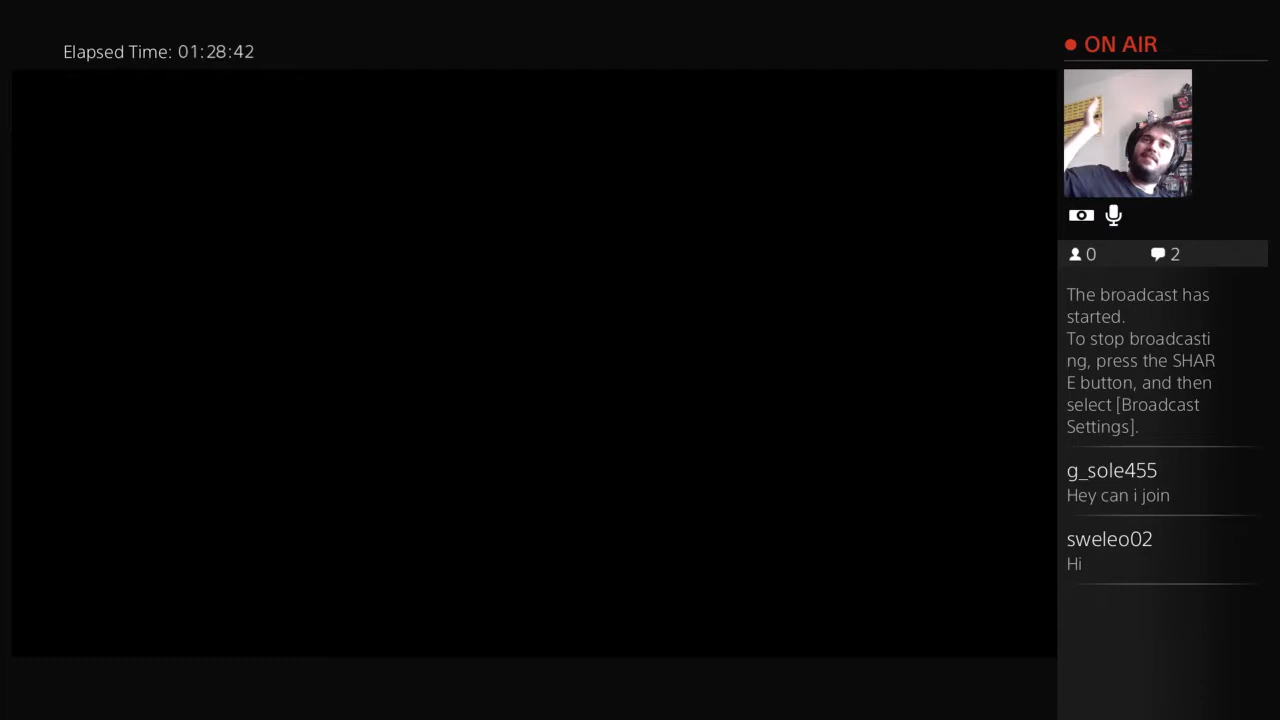 Elapsed Time: 01:28:42
ON AIR
0
2
The broadcast has
started.
To stop broadcasti
ng, press the SHAR
E button, and then
select [Broadcast
Settings].
g_sole455
Hey can i join
sweleo02
Hi